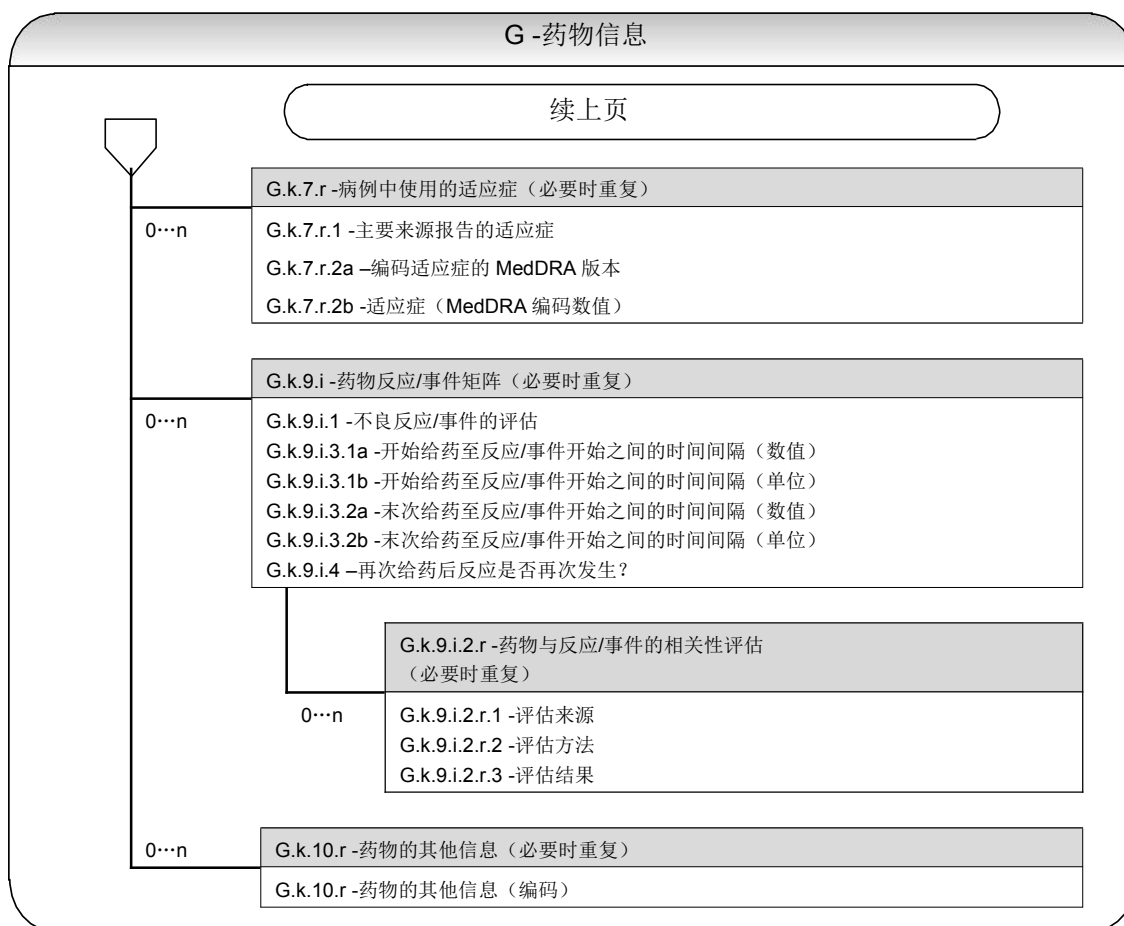 G -药物信息
续上页
G.k.7.r -病例中使用的适应症（必要时重复）
0…n
G.k.7.r.1 -主要来源报告的适应症
G.k.7.r.2a –编码适应症的 MedDRA 版本
G.k.7.r.2b -适应症（MedDRA 编码数值）
G.k.9.i -药物反应/事件矩阵（必要时重复）
0…n
G.k.9.i.1 -不良反应/事件的评估
G.k.9.i.3.1a -开始给药至反应/事件开始之间的时间间隔（数值）
G.k.9.i.3.1b -开始给药至反应/事件开始之间的时间间隔（单位）
G.k.9.i.3.2a -末次给药至反应/事件开始之间的时间间隔（数值）
G.k.9.i.3.2b -末次给药至反应/事件开始之间的时间间隔（单位）
G.k.9.i.4 –再次给药后反应是否再次发生？
G.k.9.i.2.r -药物与反应/事件的相关性评估
（必要时重复）
0…n
G.k.9.i.2.r.1 -评估来源
G.k.9.i.2.r.2 -评估方法
G.k.9.i.2.r.3 -评估结果
0…n
G.k.10.r -药物的其他信息（必要时重复）
G.k.10.r -药物的其他信息（编码）